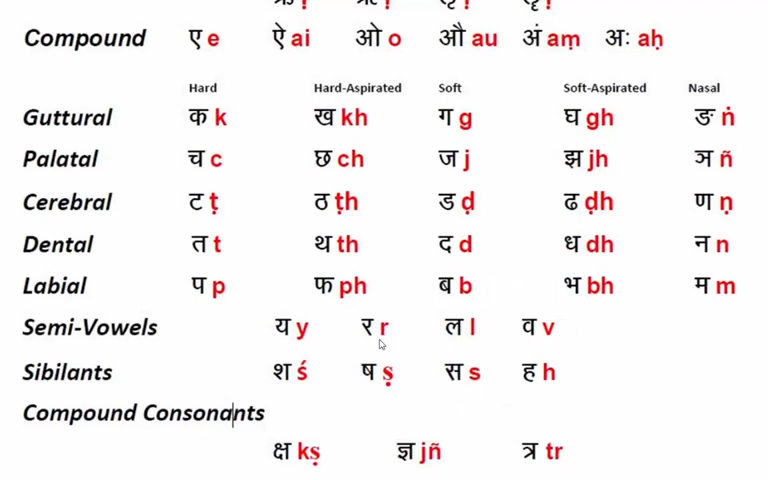 Compound ए e ऐ ai ओ o औ au अं aṃ अः aḥ
Hard Hard-Aspirated Soft Soft-Aspirated Nasal
Guttural क k ख kh ग g घ gh ङ ṅ
Palatal च c छ ch ज j झ jh ञ ñ
Cerebral ट ṭ ठ ṭh ड ḍ ढ ḍh ण ṇ
Dental त t थ th द d ध dh न n
Labial प p फ ph ब b भ bh म m
Semi-Vowels य y र r ल l व v
Sibilants श ś ष ṣ स s ह h
Compound Consonants
क्ष kṣ ज्ञ jñ त्र tr